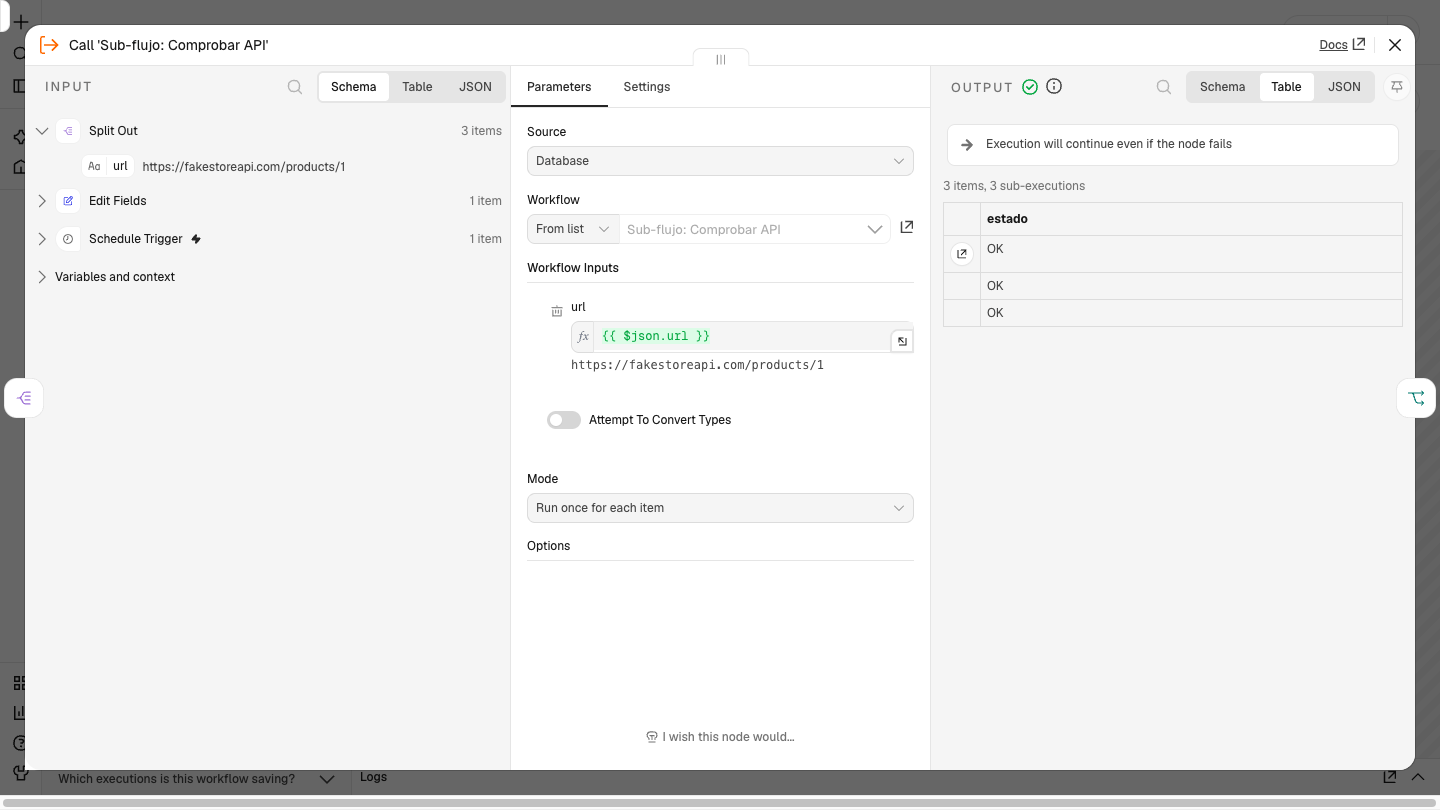 Call 'Sub-flujo: Comprobar API'
Docs
INPUT
Schema
Table
JSON
Split Out
3 items
Aa
url
https://fakestoreapi.com/products/1
Edit Fields
1 item
Schedule Trigger
1 item
Variables and context
Parameters
Settings
Source
Database
Workflow
From list
Sub-flujo: Comprobar API
Workflow Inputs
url
fx
{{ $json.url }}
https://fakestoreapi.com/products/1
Attempt To Convert Types
Mode
Run once for each item
Options
I wish this node would...
OUTPUT
Schema
Table
JSON
Execution will continue even if the node fails
3 items, 3 sub-executions
estado
OK
OK
OK
Which executions is this workflow saving?
Logs